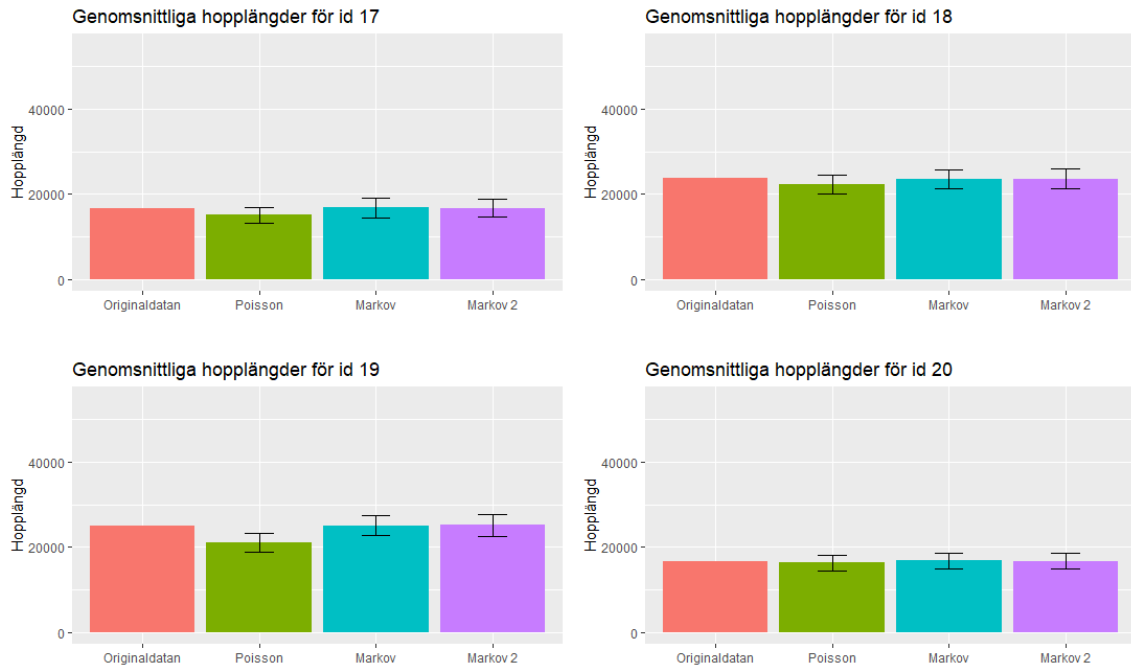 Genomsnittliga hopplängder för id 17
Hopplängd
40000
20000
0
Originaldatan Poisson Markov Markov 2
Genomsnittliga hopplängder för id 18
Hopplängd
40000
20000
0
Originaldatan Poisson Markov Markov 2
Genomsnittliga hopplängder för id 19
Hopplängd
40000
20000
0
Originaldatan Poisson Markov Markov 2
Genomsnittliga hopplängder för id 20
Hopplängd
40000
20000
0
Originaldatan Poisson Markov Markov 2